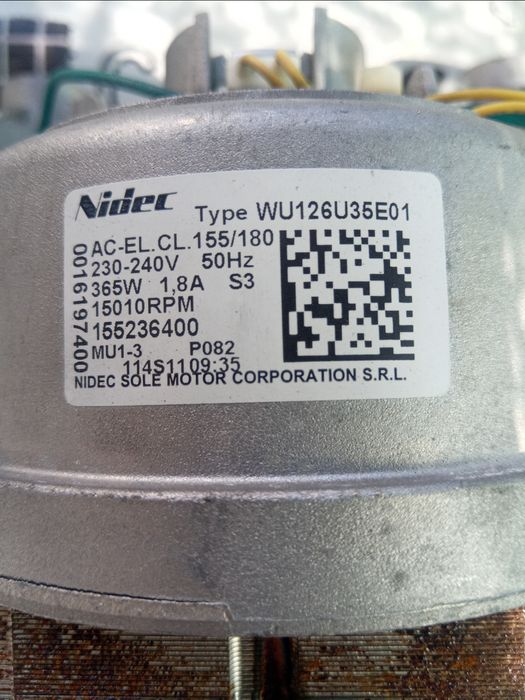 Nidec
Type WU126U35E01
AC-EL.CL.155/180
230-240V 50Hz
365W 1,8A S3
15010RPM
155236400
MU1-3 P082
114S1109:35
NIDEC SOLE MOTOR CORPORATION S.R.L.
0016197400